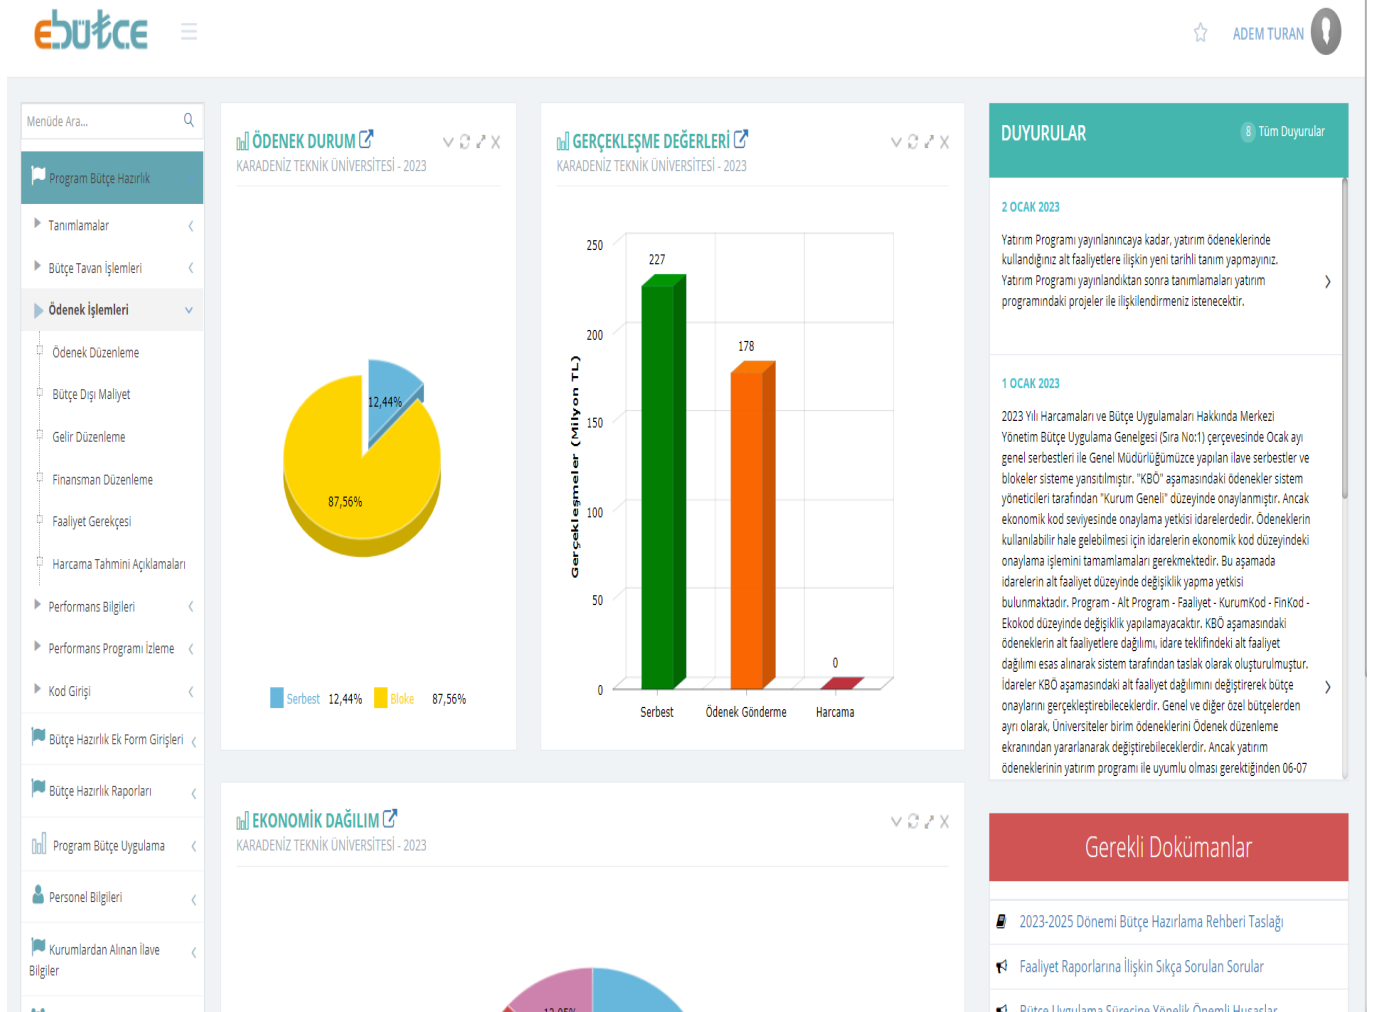 ebütçe
ADEM TURAN
Menüde Ara...
Program Bütçe Hazırlık
Tanımlamalar
Bütçe Tavan İşlemleri
Ödenek İşlemleri
Ödenek Düzenleme
Bütçe Dışı Maliyet
Gelir Düzenleme
Finansman Düzenleme
Faaliyet Gerekçesi
Harcama Tahmini Açıklamaları
Performans Bilgileri
Performans Programı İzleme
Kod Girişi
Bütçe Hazırlık Ek Form Girişleri
Bütçe Hazırlık Raporları
Program Bütçe Uygulama
Personel Bilgileri
Kurumlardan Alınan İlave
Bilgiler
ÖDENEK DURUM
KARADENİZ TEKNİK ÜNİVERSİTESİ - 2023
12,44%
87,56%
Serbest 12,44% Bloke 87,56%
GERÇEKLEŞME DEĞERLERİ
KARADENİZ TEKNİK ÜNİVERSİTESİ - 2023
Gerçekleşmeler (Milyon TL)
250
200
150
100
50
0
227
178
0
Serbest
Ödenek Gönderme
Harcama
EKONOMİK DAĞILIM
KARADENİZ TEKNİK ÜNİVERSİTESİ - 2023
DUYURULAR
8 Tüm Duyurular
2 OCAK 2023
Yatırım Programı yayınlanıncaya kadar, yatırım ödeneklerinde
kullandığınız alt faaliyetlere ilişkin yeni tarihli tanım yapmayınız.
Yatırım Programı yayınlandıktan sonra tanımlamaları yatırım
programındaki projeler ile ilişkilendirmeniz istenecektir.
1 OCAK 2023
2023 Yılı Harcamaları ve Bütçe Uygulamaları Hakkında Merkezi
Yönetim Bütçe Uygulama Genelgesi (Sıra No:1) çerçevesinde Ocak ayı
genel serbestleri ile Genel Müdürlüğümüzce yapılan ilave serbestler ve
blokeler sisteme yansıtılmıştır. "KBÖ" aşamasındaki ödenekler sistem
yöneticileri tarafından "Kurum Geneli" düzeyinde onaylanmıştır. Ancak
ekonomik kod seviyesinde onaylama yetkisi idarelerdedir. Ödeneklerin
kullanılabilir hale gelebilmesi için idarelerin ekonomik kod düzeyindeki
onaylama işlemini tamamlamaları gerekmektedir. Bu aşamada
idarelerin alt faaliyet düzeyinde değişiklik yapma yetkisi
bulunmaktadır. Program - Alt Program - Faaliyet - KurumKod - FinKod -
Ekokod düzeyinde değişiklik yapılamayacaktır. KBÖ aşamasındaki
ödeneklerin alt faaliyetlere dağılımı, idare teklifindeki alt faaliyet
dağılımı esas alınarak sistem tarafından taslak olarak oluşturulmuştur.
İdareler KBÖ aşamasındaki alt faaliyet dağılımını değiştirerek bütçe
onaylarını gerçekleştirebileceklerdir. Genel ve diğer özel bütçelerden
ayrı olarak, Üniversiteler birim ödeneklerini Ödenek düzenleme
ekranından yararlanarak değiştirebileceklerdir. Ancak yatırım
ödeneklerinin yatırım programı ile uyumlu olması gerektiğinden 06-07
Gerekli Dokümanlar
2023-2025 Dönemi Bütçe Hazırlama Rehberi Taslağı
Faaliyet Raporlarına İlişkin Sıkça Sorulan Sorular
Bütçe Uygulama Sürecine Yönelik Önemli Hususlar